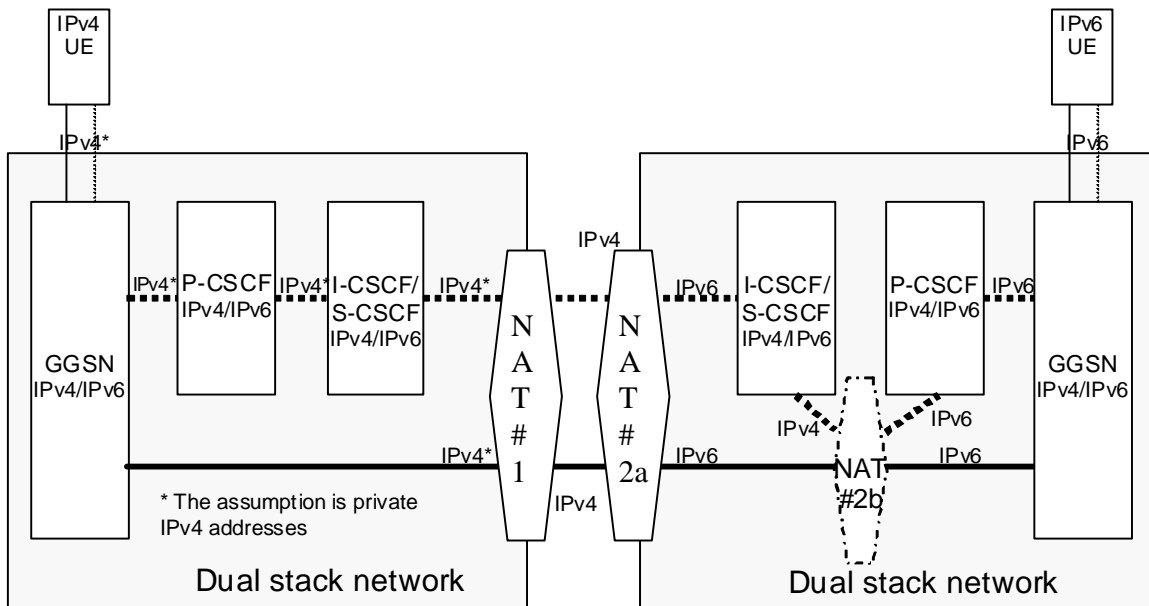 IPv4
UE
IPv6
UE
IPv4*
IPv6
IPv4
IPv4*
P-CSCF
IPv4/IPv6
IPv4*
I-CSCF/
S-CSCF
IPv4/IPv6
IPv4*
N
A
T
#
1
N
A
T
#
2a
IPv6
I-CSCF/
S-CSCF
IPv4/IPv6
P-CSCF
IPv4/IPv6
IPv6
GGSN
IPv4/IPv6
GGSN
IPv4/IPv6
IPv4
IPv6
IPv4*
IPv4
IPv6
NAT
#2b
IPv6
* The assumption is private
IPv4 addresses
Dual stack network
Dual stack network